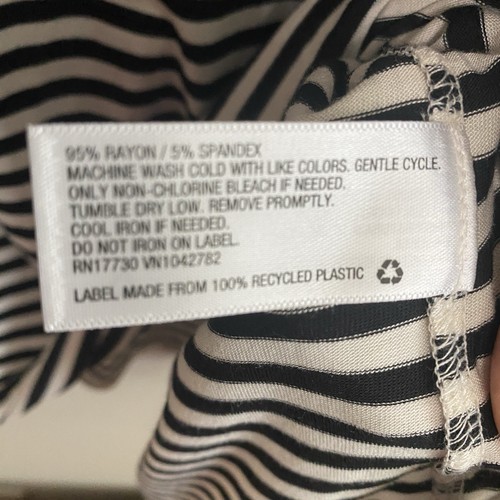 95% RAYON / 5% SPANDEX
MACHINE WASH COLD WITH LIKE COLORS. GENTLE CYCLE.
ONLY NON-CHLORINE BLEACH IF NEEDED.
TUMBLE DRY LOW. REMOVE PROMPTLY.
COOL IRON IF NEEDED.
DO NOT IRON ON LABEL.
RN17730 VN1042782
LABEL MADE FROM 100% RECYCLED PLASTIC